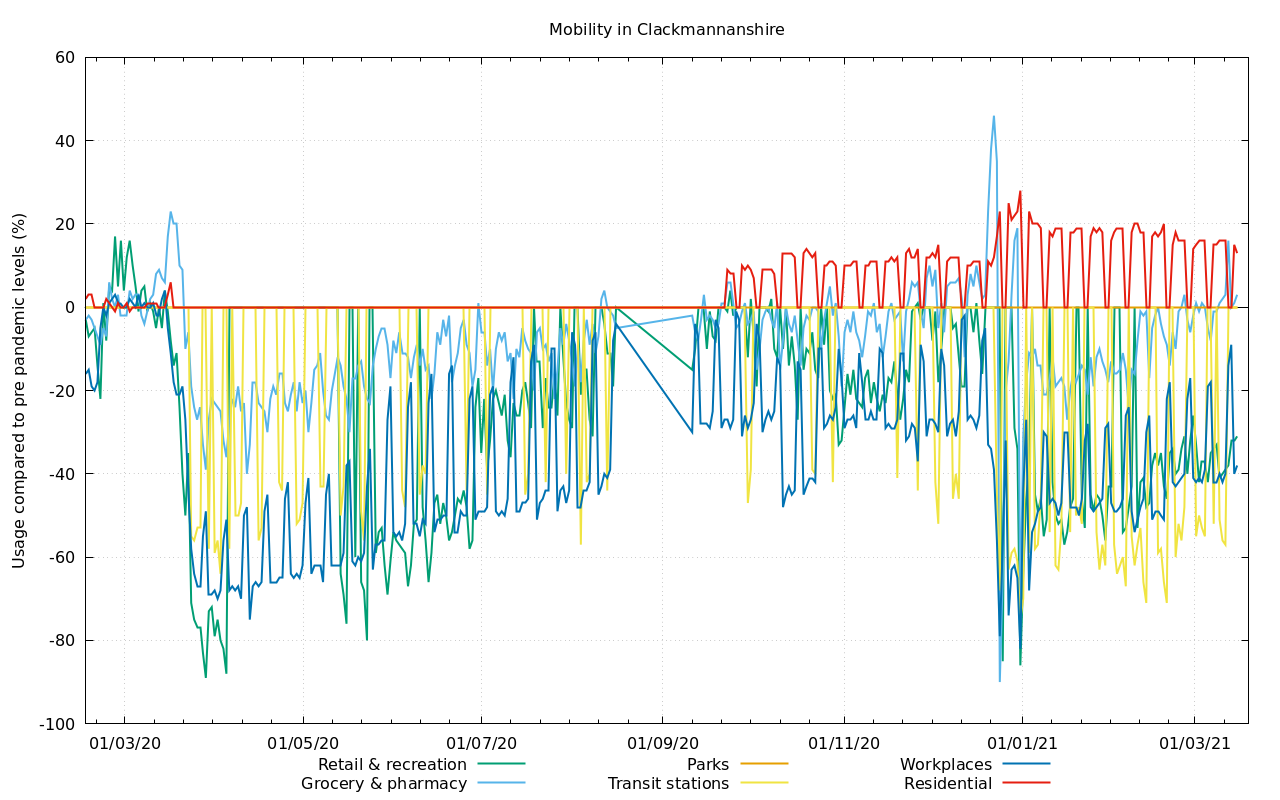 Mobility in Clackmannanshire
Usage compared to pre pandemic levels (%)
60
40
20
0
-20
-40
-60
-80
-100
01/03/20 01/05/20 01/07/20 01/09/20 01/11/20 01/01/21 01/03/21
Retail & recreation Parks Workplaces
Grocery & pharmacy Transit stations Residential